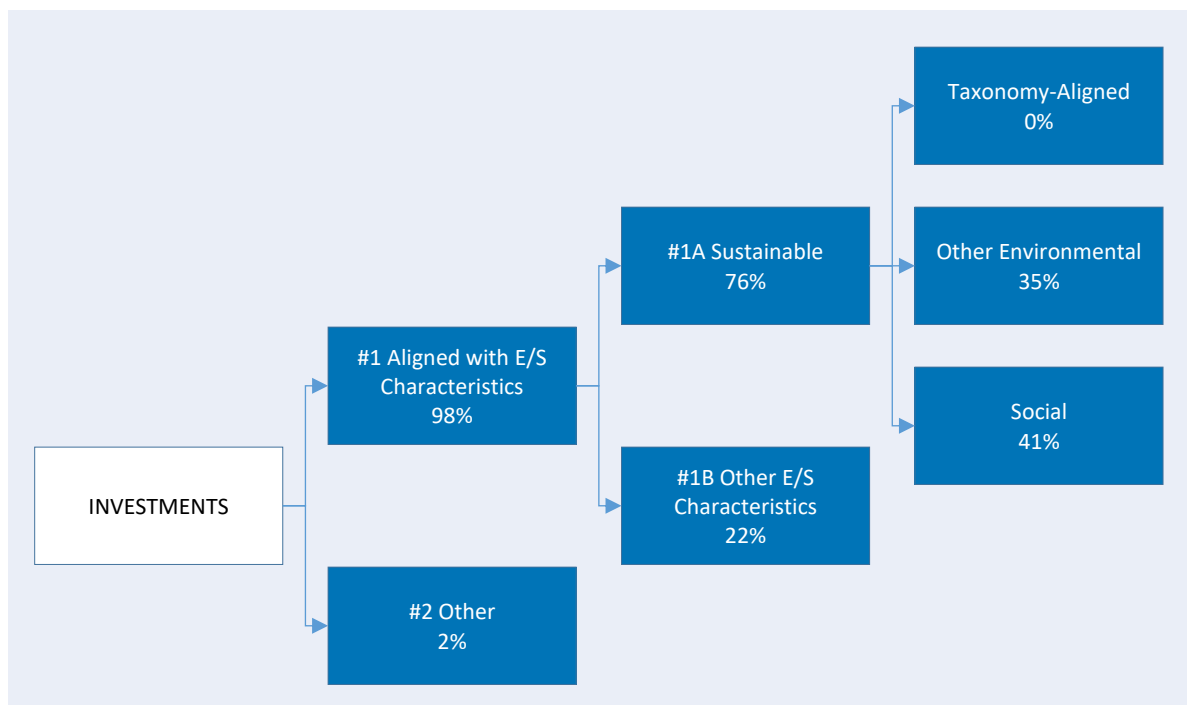 INVESTMENTS
#1 Aligned with E/S
Characteristics
98%
#2 Other
2%
#1A Sustainable
76%
#1B Other E/S
Characteristics
22%
Taxonomy-Aligned
0%
Other Environmental
35%
Social
41%